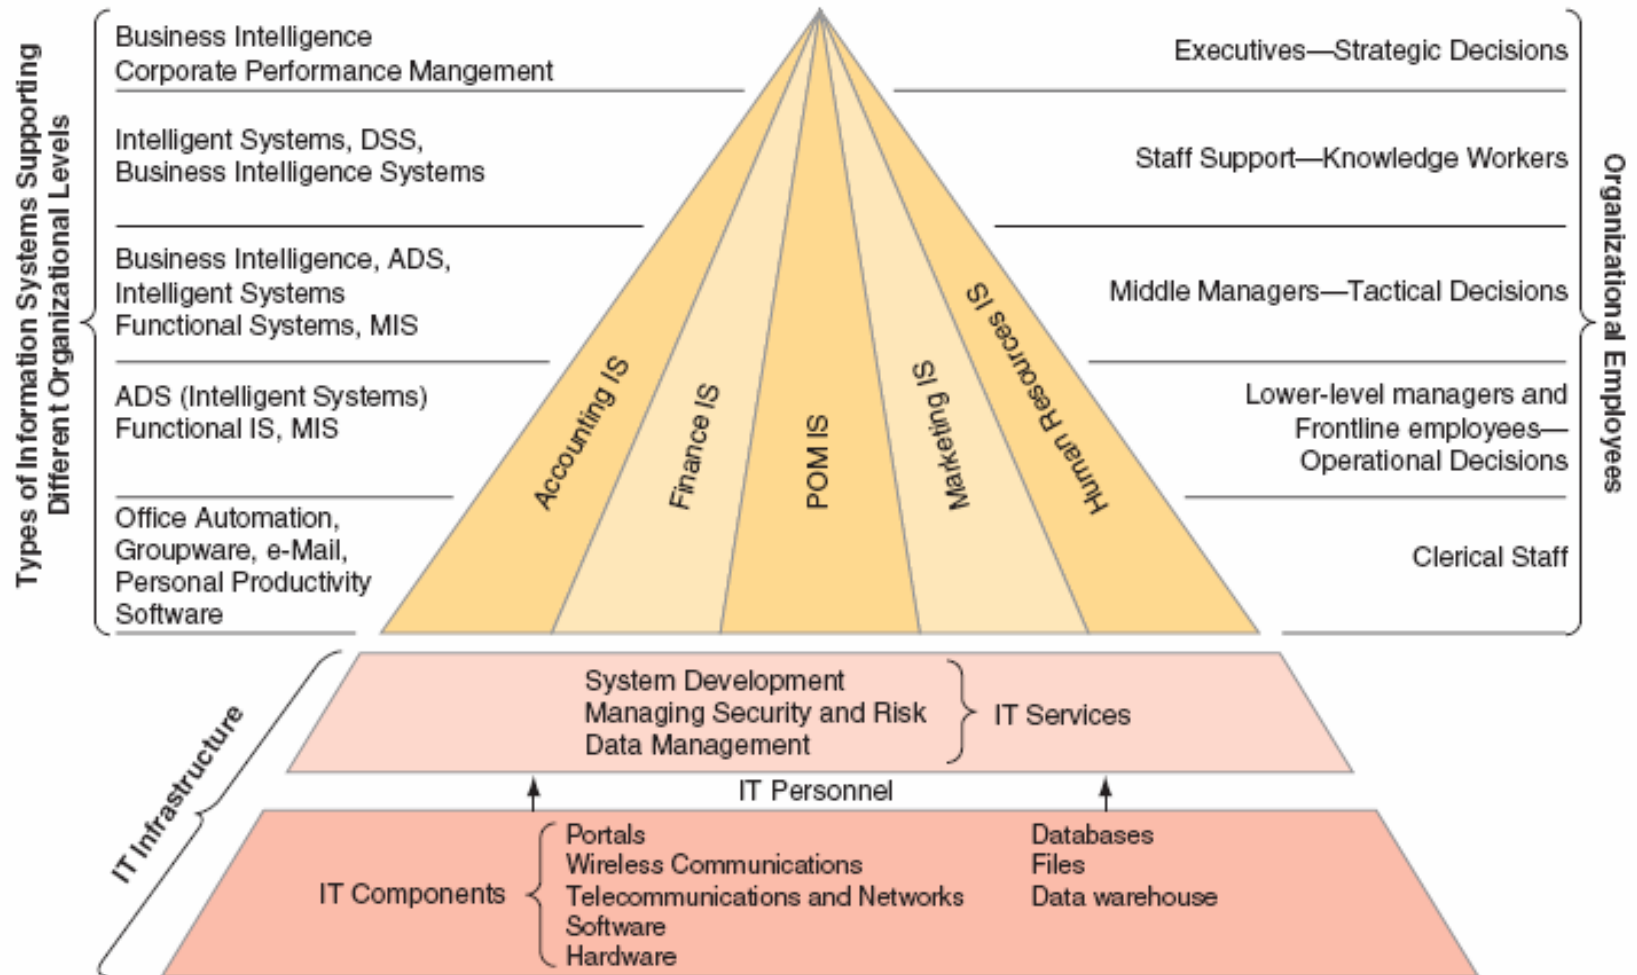 Types of Information Systems Supporting
Different Organizational Levels
Business Intelligence
Corporate Performance Mangement
Intelligent Systems, DSS,
Business Intelligence Systems
Business Intelligence, ADS,
Intelligent Systems
Functional Systems, MIS
ADS (Intelligent Systems)
Functional IS, MIS
Office Automation,
Groupware, e-Mail,
Personal Productivity
Software
Accounting IS
Finance IS
POM IS
Marketing IS
Human Resources IS
Executives—Strategic Decisions
Staff Support—Knowledge Workers
Middle Managers—Tactical Decisions
Lower-level managers and
Frontline employees—
Operational Decisions
Clerical Staff
Organizational Employees
IT Infrastructure
System Development
Managing Security and Risk
Data Management
IT Services
IT Personnel
IT Components
Portals
Wireless Communications
Telecommunications and Networks
Software
Hardware
Databases
Files
Data warehouse